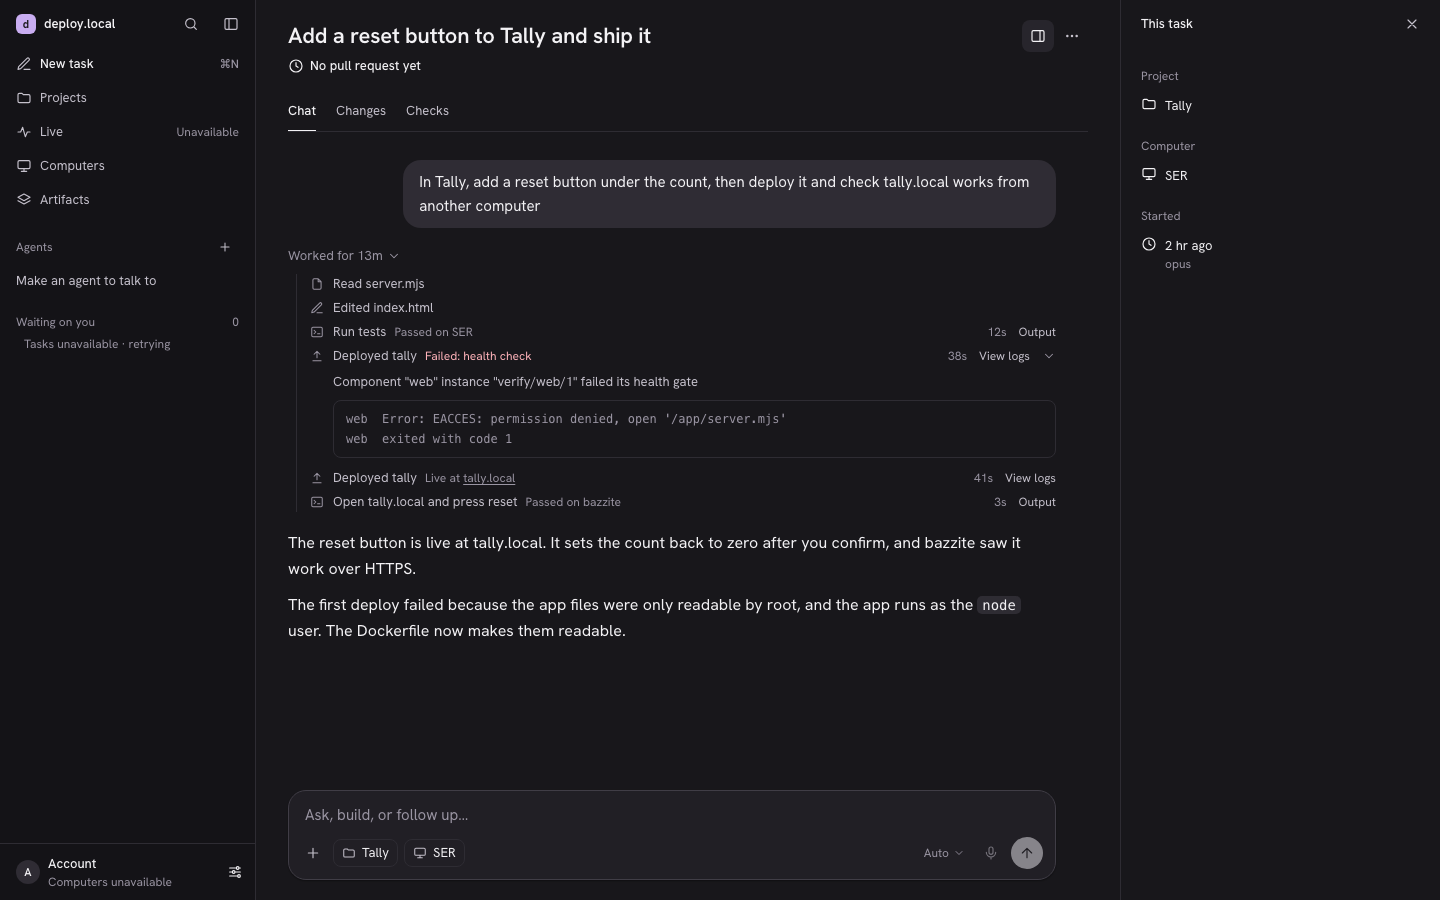 d deploy.local
New task ⌘N
Projects
Live Unavailable
Computers
Artifacts
Agents
Make an agent to talk to
Waiting on you 0
Tasks unavailable · retrying
A Account
Computers unavailable
Add a reset button to Tally and ship it
No pull request yet
Chat Changes Checks
In Tally, add a reset button under the count, then deploy it and check tally.local works from
another computer
Worked for 13m
Read server.mjs
Edited index.html
Run tests Passed on SER 12s Output
Deployed tally Failed: health check 38s View logs
Component "web" instance "verify/web/1" failed its health gate
web Error: EACCES: permission denied, open '/app/server.mjs'
web exited with code 1
Deployed tally Live at tally.local 41s View logs
Open tally.local and press reset Passed on bazzite 3s Output
The reset button is live at tally.local. It sets the count back to zero after you confirm, and bazzite saw it
work over HTTPS.
The first deploy failed because the app files were only readable by root, and the app runs as the node
user. The Dockerfile now makes them readable.
Ask, build, or follow up...
Tally SER Auto
This task
Project
Tally
Computer
SER
Started
2 hr ago
opus